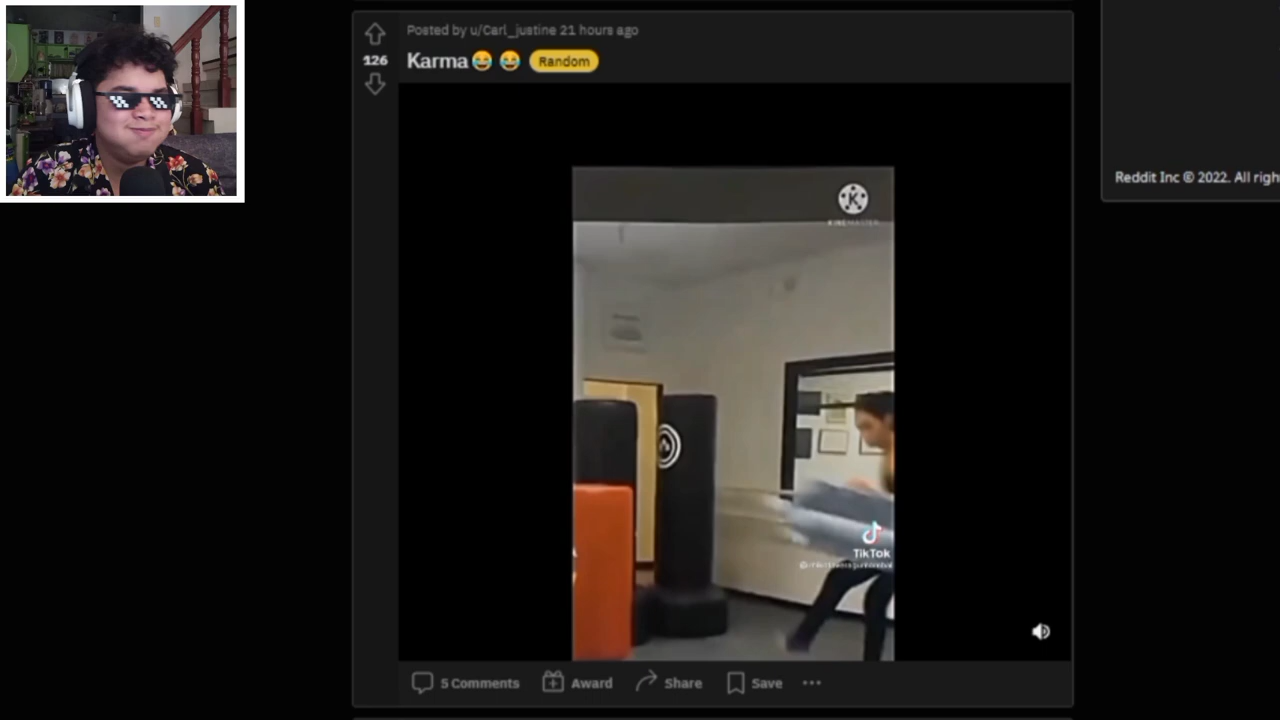 Posted by u/Carl_justine 21 hours ago
126
Karma😂 😂 Random
KINEMASTER
TikTok
Reddit Inc © 2022. All righ
5 Comments Award Share Save